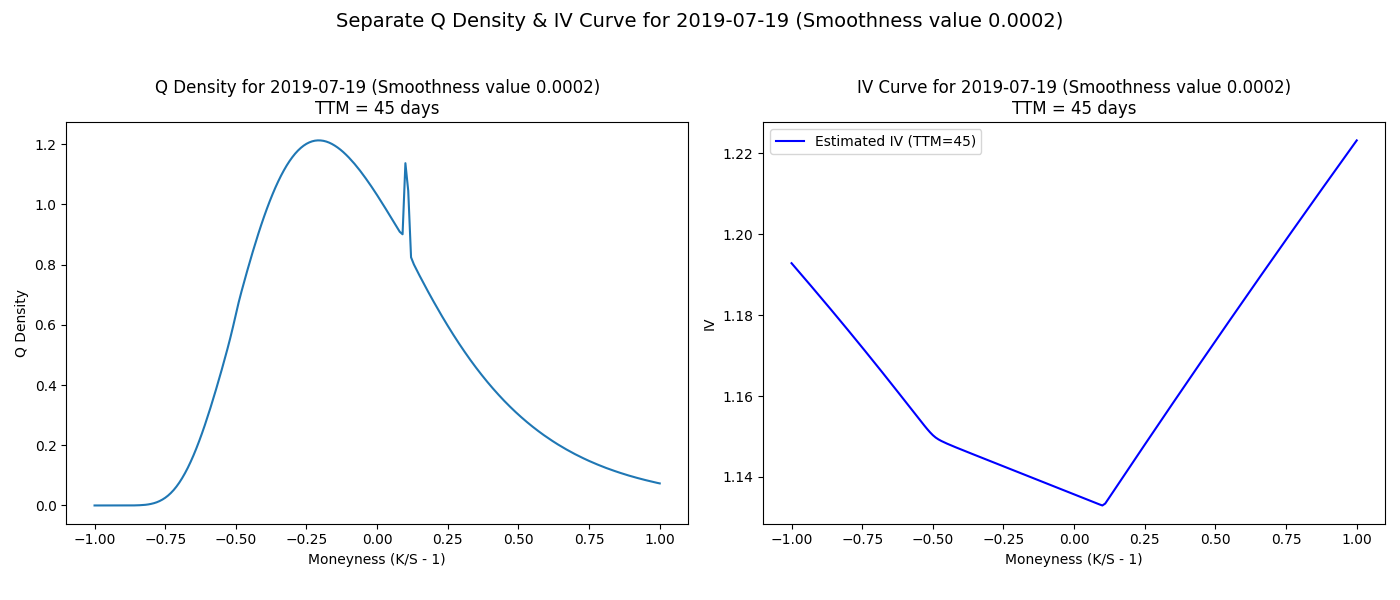 Separate Q Density & IV Curve for 2019-07-19 (Smoothness value 0.0002)
Q Density for 2019-07-19 (Smoothness value 0.0002)
TTM = 45 days
Q Density
1.2
1.0
0.8
0.6
0.4
0.2
0.0
−1.00 −0.75 −0.50 −0.25 0.00 0.25 0.50 0.75 1.00
Moneyness (K/S - 1)
IV Curve for 2019-07-19 (Smoothness value 0.0002)
TTM = 45 days
Estimated IV (TTM=45)
IV
1.22
1.20
1.18
1.16
1.14
−1.00 −0.75 −0.50 −0.25 0.00 0.25 0.50 0.75 1.00
Moneyness (K/S - 1)